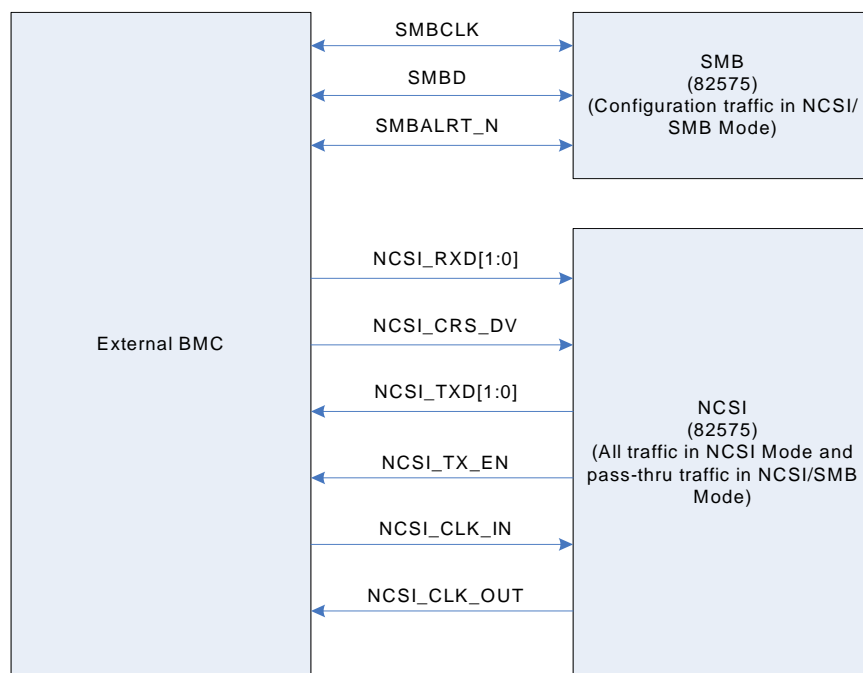 SMBCLK
SMBD
SMBALRT_N
SMB
(82575)
(Configuration traffic in NCSI/
SMB Mode)
External BMC
NCSI_RXD[1:0]
NCSI_CRS_DV
NCSI_TXD[1:0]
NCSI_TX_EN
NCSI_CLK_IN
NCSI_CLK_OUT
NCSI
(82575)
(All traffic in NCSI Mode and
pass-thru traffic in NCSI/SMB
Mode)